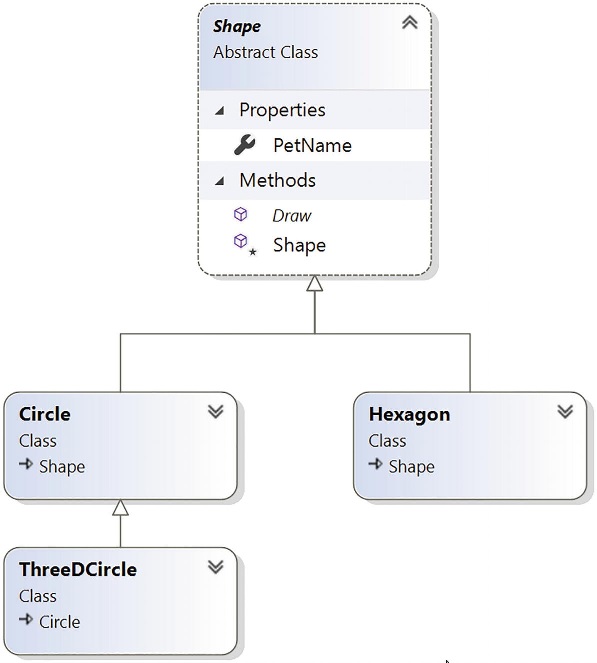 Shape
Abstract Class
Properties
PetName
Methods
Draw
Shape
Circle
Class
Shape
Hexagon
Class
Shape
ThreeDCircle
Class
Circle